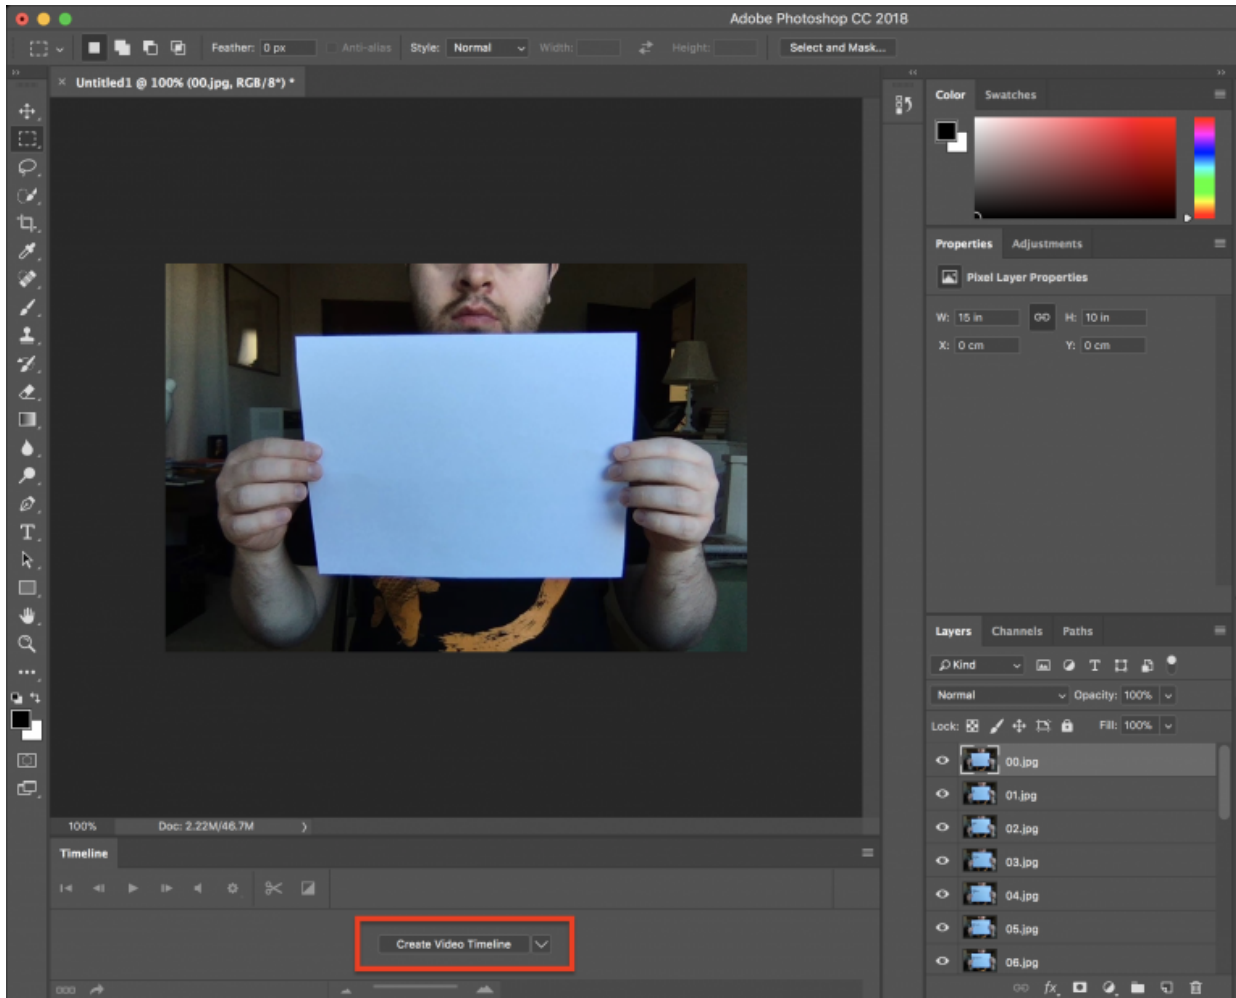 Adobe Photoshop CC 2018
Feather: 0 px Anti-alias Style: Normal Width: Height: Select and Mask...
× Untitled1 @ 100% (00.jpg, RGB/8*) *
Color Swatches
Properties Adjustments
Pixel Layer Properties
W: 15 in H: 10 in
X: 0 cm Y: 0 cm
Layers Channels Paths
Kind
Normal Opacity: 100%
Lock: Fill: 100%
00.jpg
01.jpg
02.jpg
03.jpg
04.jpg
05.jpg
06.jpg
100% Doc: 2.22M/46.7M
Timeline
Create Video Timeline